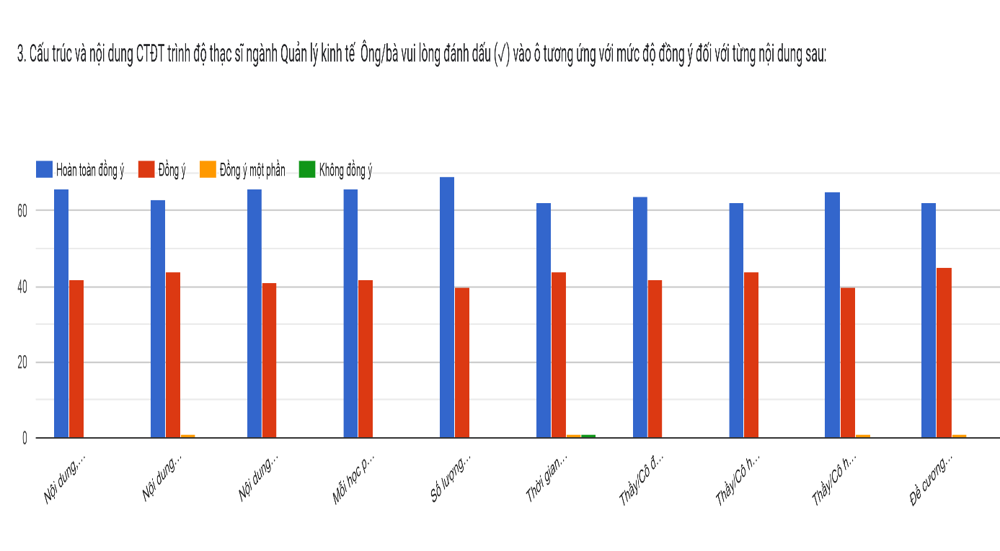 3. Cấu trúc và nội dung CTĐT trình độ thạc sĩ ngành Quản lý kinh tế Ông/bà vui lòng đánh dấu (√) vào ô tương ứng với mức độ đồng ý đối với từng nội dung sau:
Hoàn toàn đồng ý Đồng ý Đồng ý một phần Không đồng ý
60
40
20
0
Nội dung,…
Nội dung…
Nội dung…
Mỗi học p…
Số lượng…
Thời gian…
Thầy/Cô đ…
Thầy/Cô h…
Thầy/Cô h…
Đề cương…